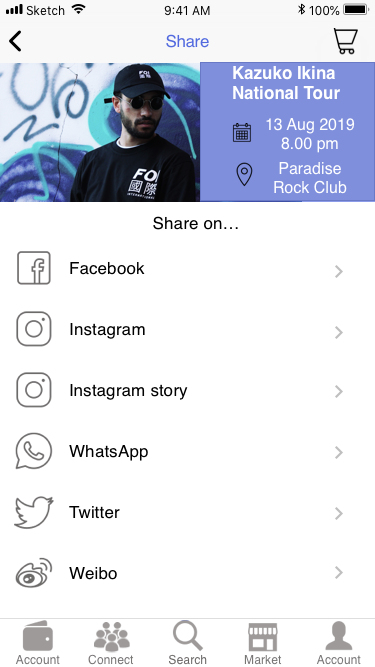 Sketch
9:41 AM
100%
Share
Kazuko Ikina
National Tour
13 Aug 2019
8.00 pm
Paradise
Rock Club
FO
國際
Share on…
Facebook
Instagram
Instagram story
WhatsApp
Twitter
Weibo
Account
Connect
Search
Market
Account